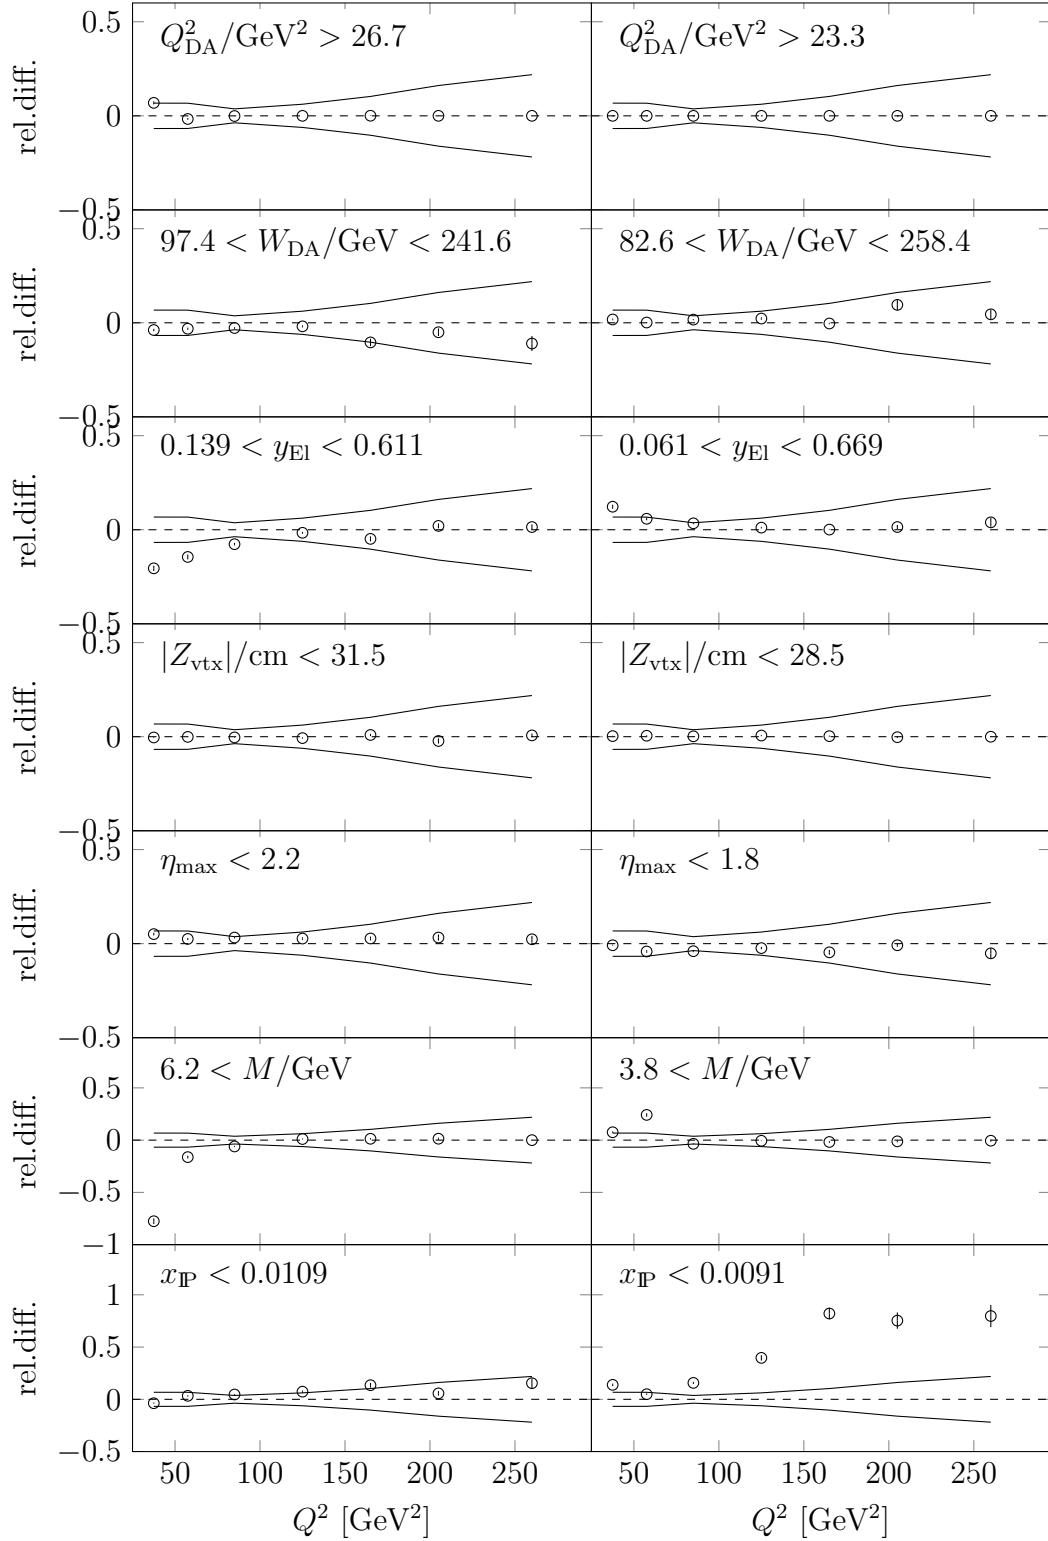 0.5
rel.diff.
0
−0.5
Q²_DA/GeV² > 26.7
Q²_DA/GeV² > 23.3
0.5
rel.diff.
0
−0.5
97.4 < W_DA/GeV < 241.6
82.6 < W_DA/GeV < 258.4
0.5
rel.diff.
0
−0.5
0.139 < y_El < 0.611
0.061 < y_El < 0.669
0.5
rel.diff.
0
−0.5
|Z_vtx|/cm < 31.5
|Z_vtx|/cm < 28.5
0.5
rel.diff.
0
−0.5
η_max < 2.2
η_max < 1.8
0.5
rel.diff.
0
−0.5
−1
6.2 < M/GeV
3.8 < M/GeV
1
rel.diff.
0.5
0
−0.5
x_IP < 0.0109
x_IP < 0.0091
50 100 150 200 250
50 100 150 200 250
Q² [GeV²]
Q² [GeV²]